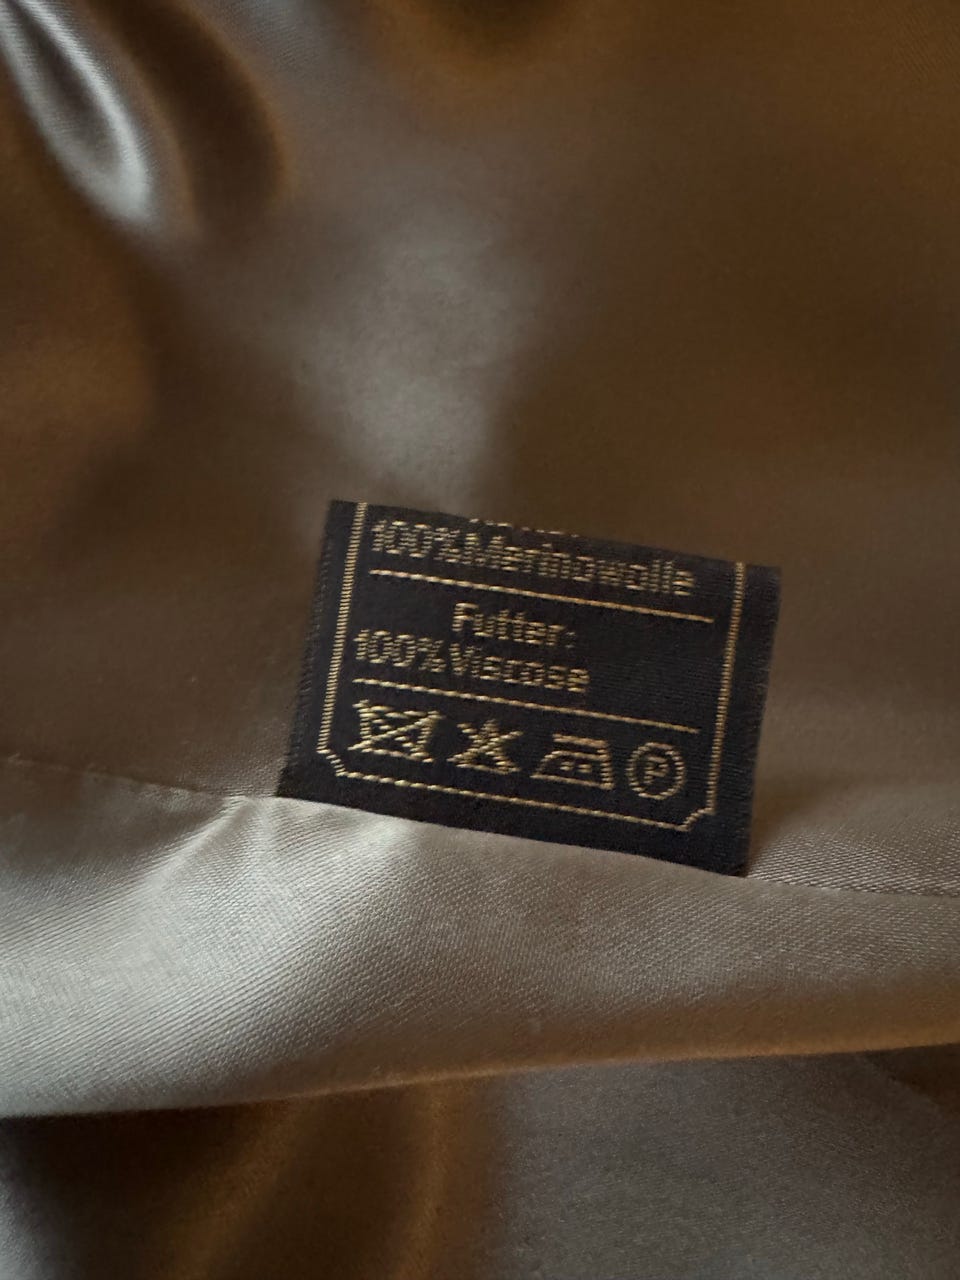 100% Merinowolle
Futter:
100% Viscose
P